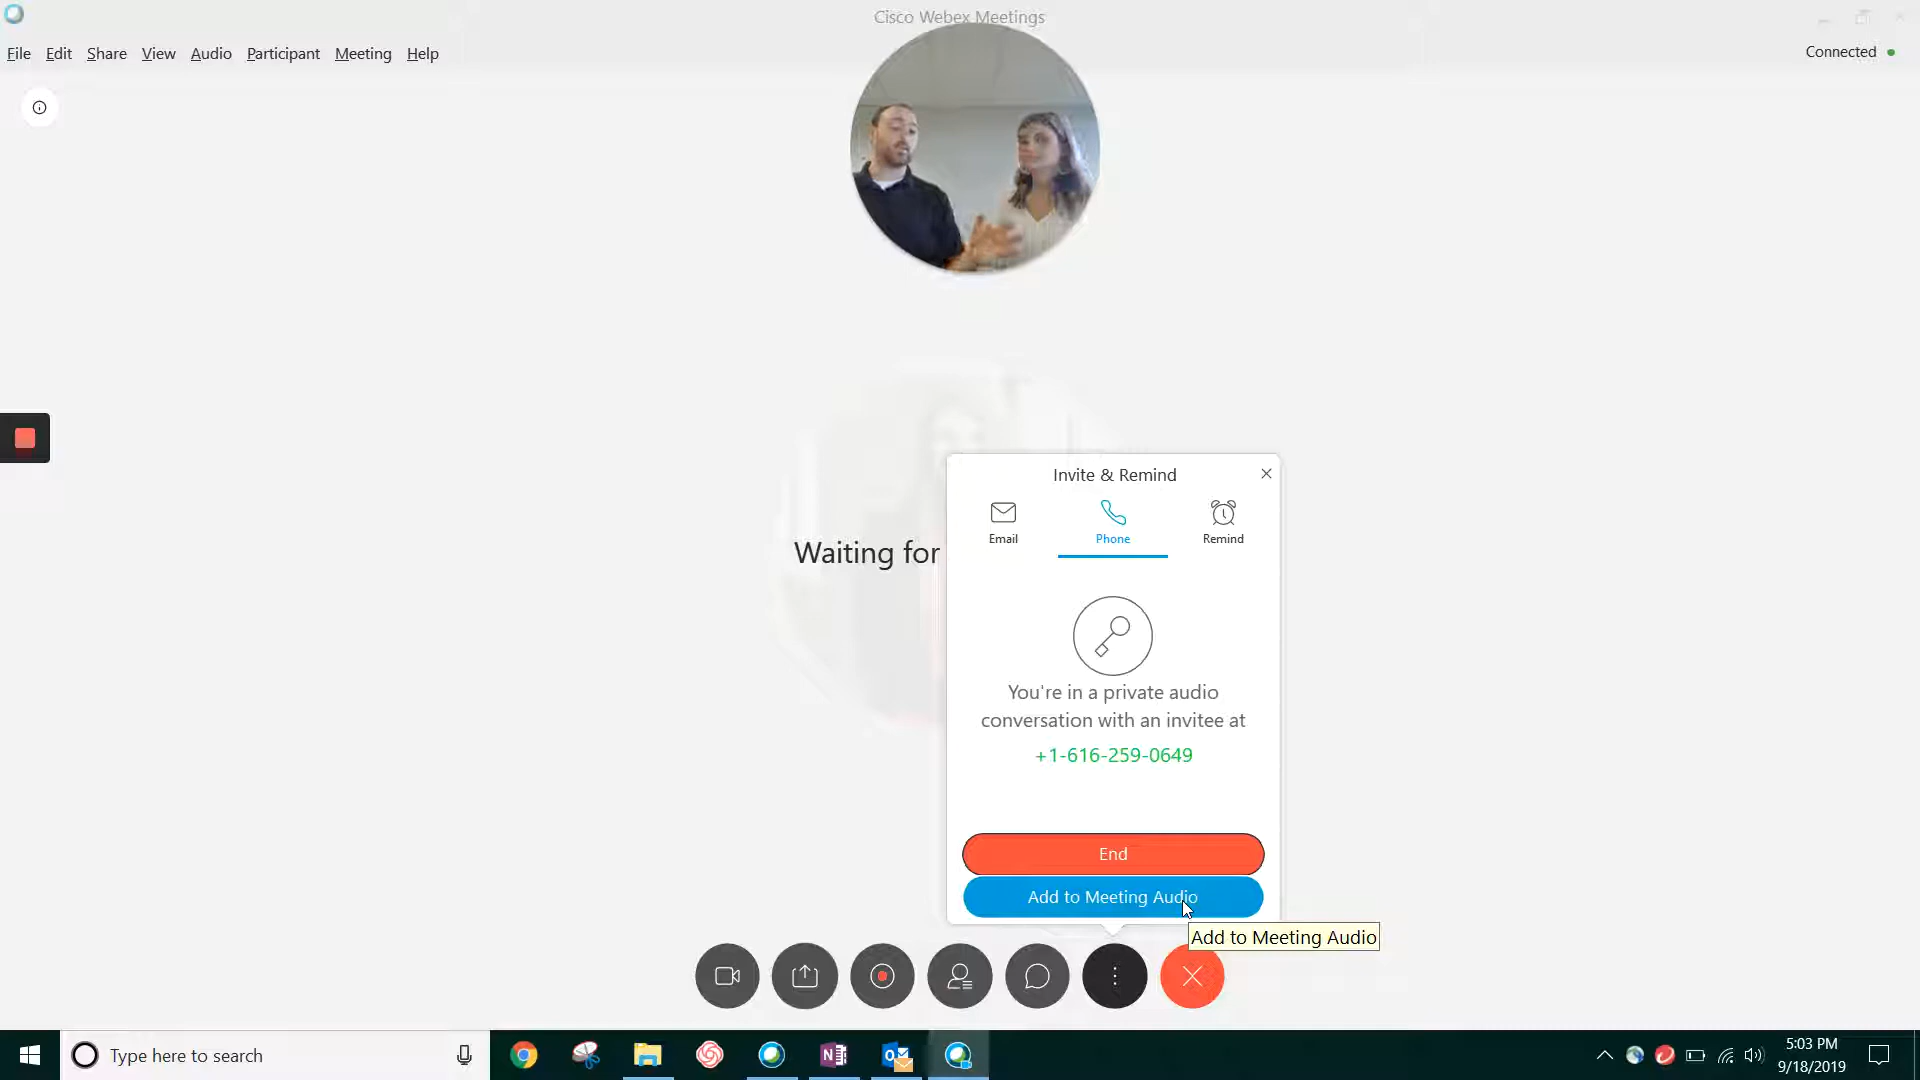 Cisco Webex Meetings
File Edit Share View Audio Participant Meeting Help
Connected
Invite & Remind
Email Phone Remind
Waiting for
You're in a private audio
conversation with an invitee at
+1-616-259-0649
End
Add to Meeting Audio
Add to Meeting Audio
Type here to search
5:03 PM
9/18/2019